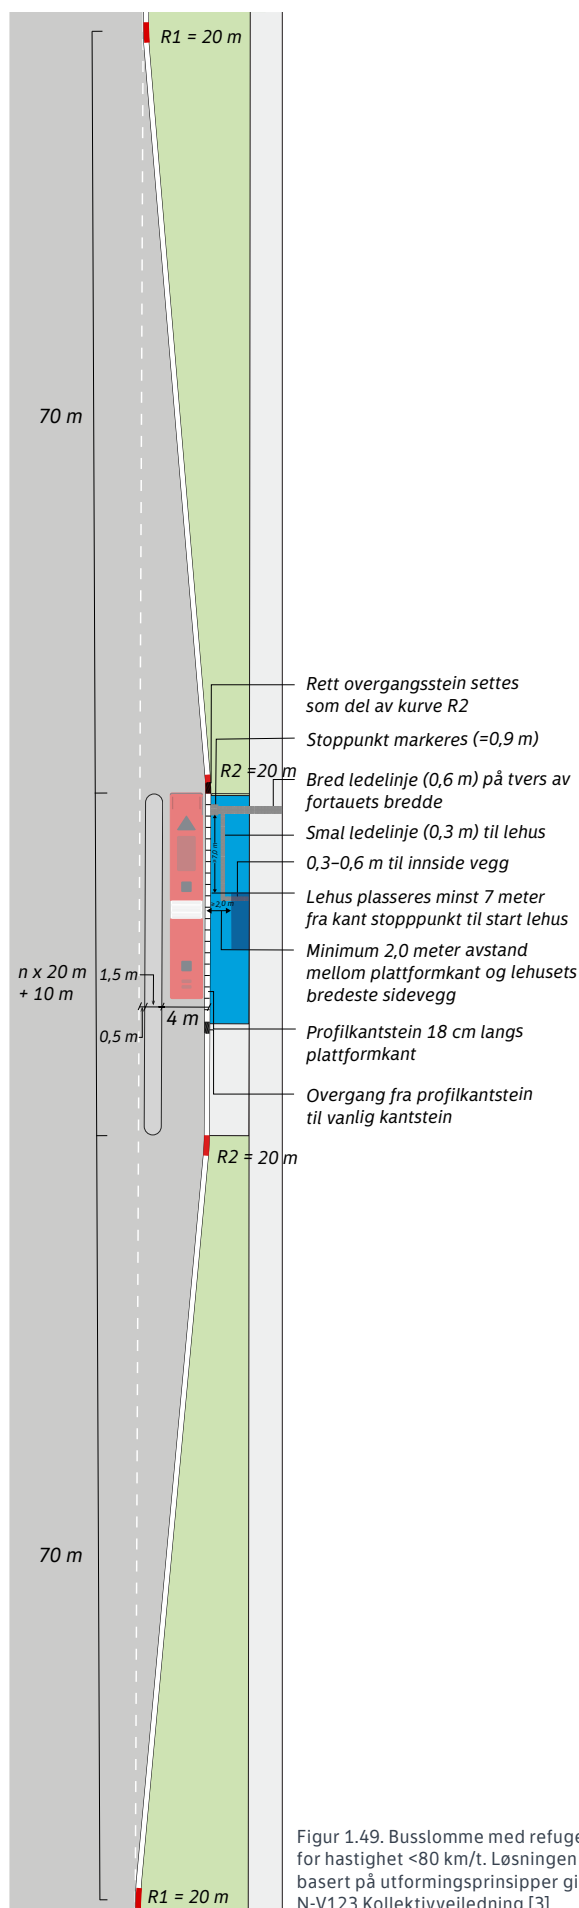 R1 = 20 m
70 m
Rett overgangsstein settes
som del av kurve R2
Stoppunkt markeres (=0,9 m)
R2 =20 m
Bred ledelinje (0,6 m) på tvers av
fortauets bredde
Smal ledelinje (0,3 m) til lehus
0,3–0,6 m til innside vegg
Lehus plasseres minst 7 meter
fra kant stopppunkt til start lehus
Minimum 2,0 meter avstand
mellom plattformkant og lehusets
bredeste sidevegg
n x 20 m
+ 10 m
1,5 m
4 m
0,5 m
Profilkantstein 18 cm langs
plattformkant
Overgang fra profilkantstein
til vanlig kantstein
R2 = 20 m
70 m
R1 = 20 m
Figur 1.49. Busslomme med refuge
for hastighet <80 km/t. Løsningen
basert på utformingsprinsipper gi
N-V123 Kollektivveiledning [3]